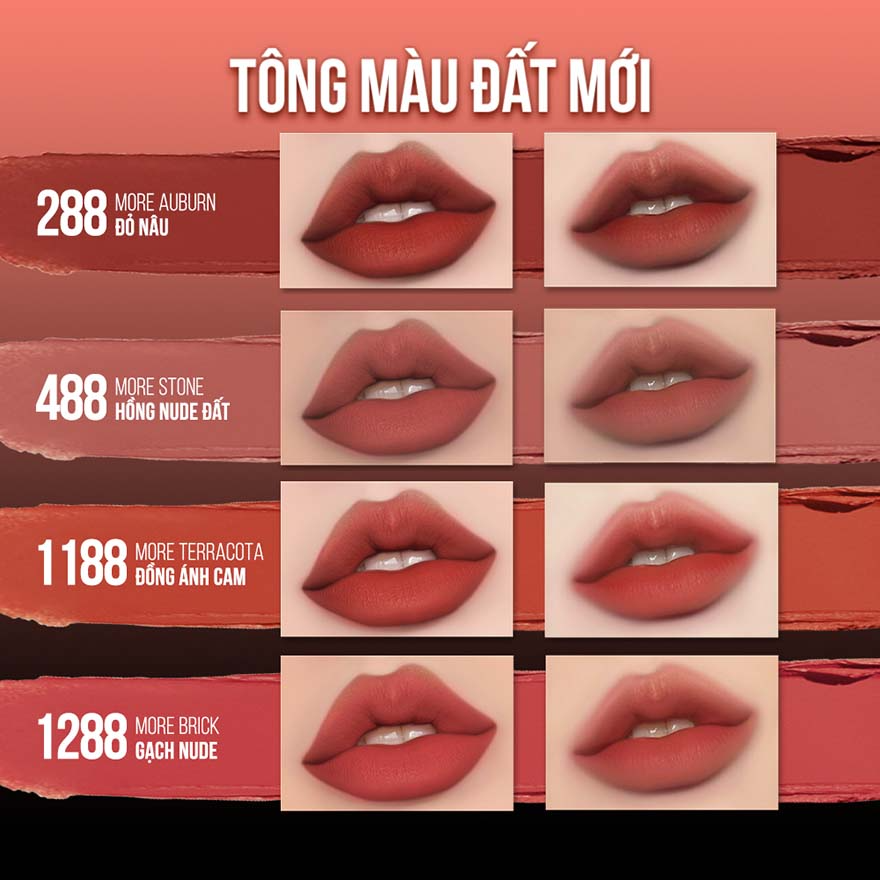 TÔNG MÀU ĐẤT MỚI
288 MORE AUBURN
ĐỎ NÂU
488 MORE STONE
HỒNG NUDE ĐẤT
1188 MORE TERRACOTA
ĐỒNG ÁNH CAM
1288 MORE BRICK
GẠCH NUDE